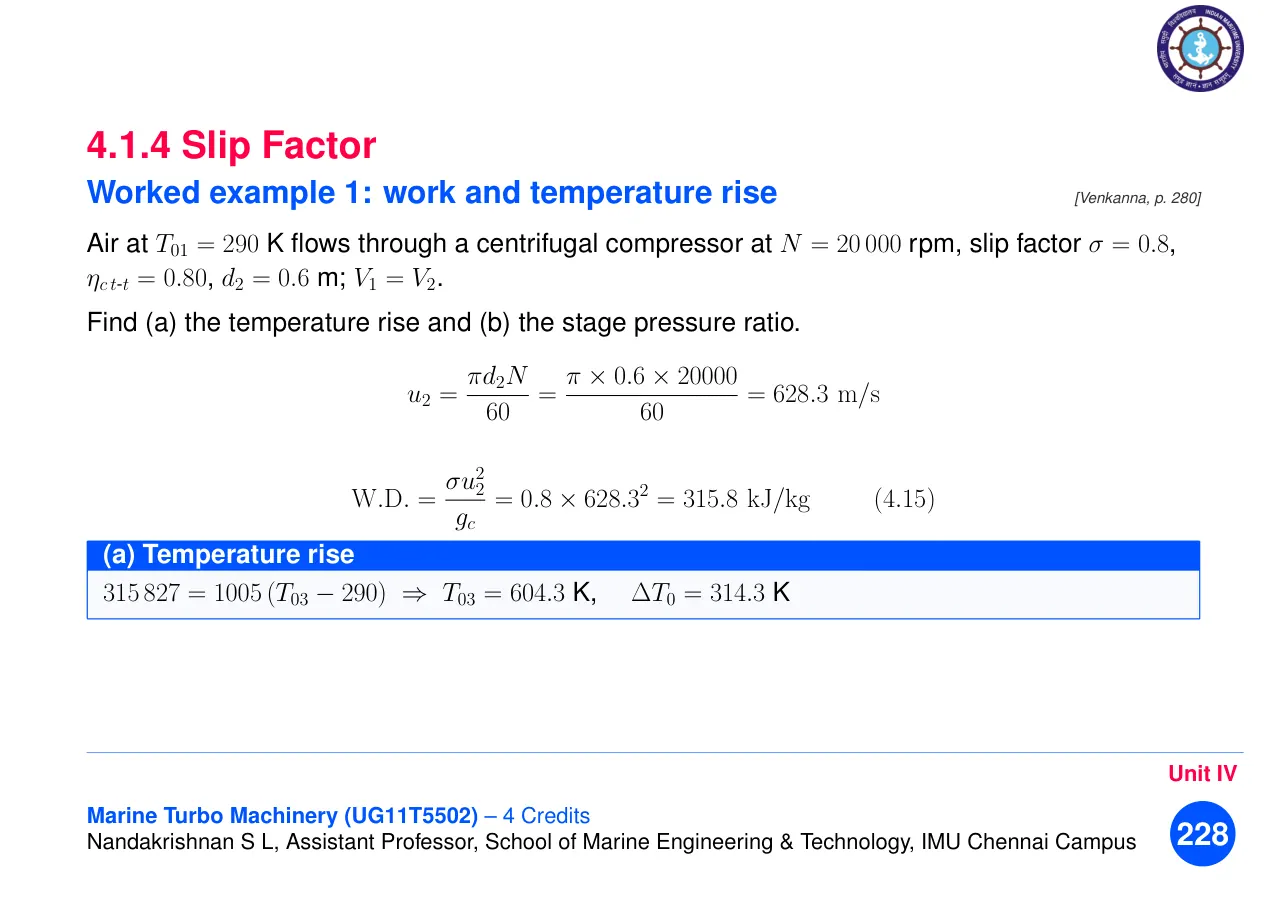 INDIAN MARITIME UNIVERSITY
4.1.4 Slip Factor
Worked example 1: work and temperature rise
[Venkanna, p. 280]
Air at T₀₁ = 290 K flows through a centrifugal compressor at N = 20 000 rpm, slip factor σ = 0.8,
η_{c t-t} = 0.80, d₂ = 0.6 m; V₁ = V₂.
Find (a) the temperature rise and (b) the stage pressure ratio.
u₂ = πd₂N / 60 = π × 0.6 × 20000 / 60 = 628.3 m/s
W.D. = σu₂² / g_c = 0.8 × 628.3² = 315.8 kJ/kg (4.15)
(a) Temperature rise
315 827 = 1005 (T₀₃ − 290) ⇒ T₀₃ = 604.3 K, ΔT₀ = 314.3 K
Unit IV
Marine Turbo Machinery (UG11T5502) – 4 Credits
Nandakrishnan S L, Assistant Professor, School of Marine Engineering & Technology, IMU Chennai Campus
228